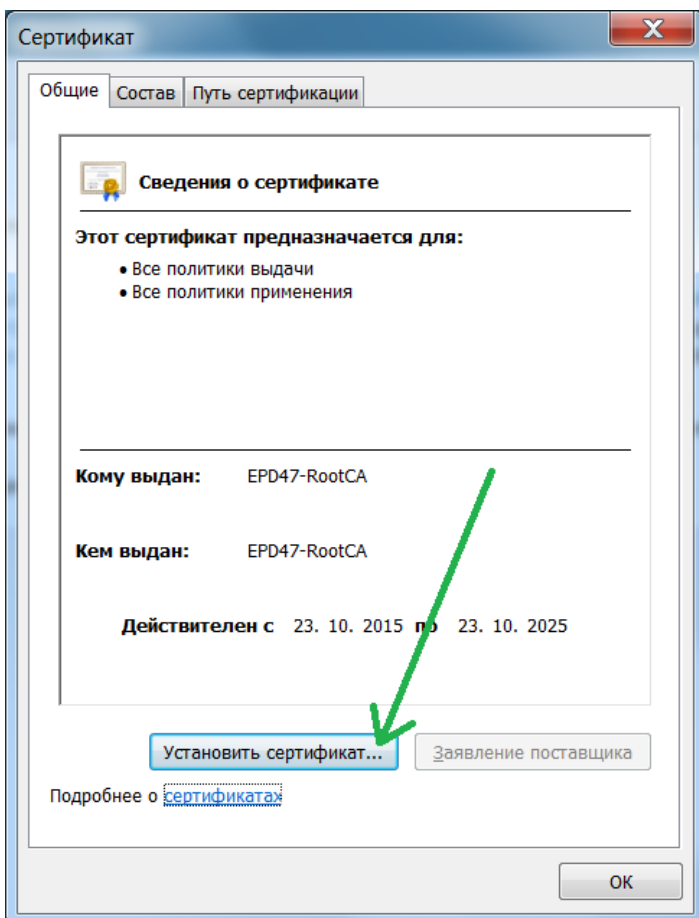 Сертификат
Общие Состав Путь сертификации
Сведения о сертификате
Этот сертификат предназначается для:
• Все политики выдачи
• Все политики применения
Кому выдан: EPD47-RootCA
Кем выдан: EPD47-RootCA
Действителен с 23. 10. 2015 по 23. 10. 2025
Установить сертификат... Заявление поставщика
Подробнее о сертификатах
ОК